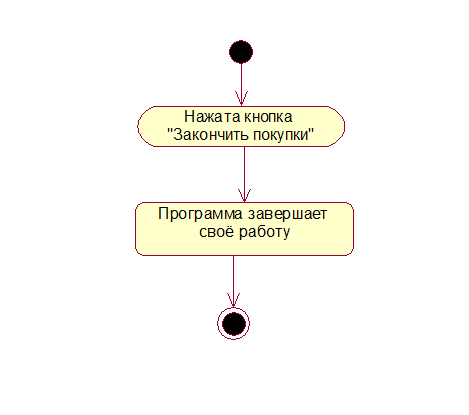 Нажата кнопка
"Закончить покупки"
Программа завершает
своё работу